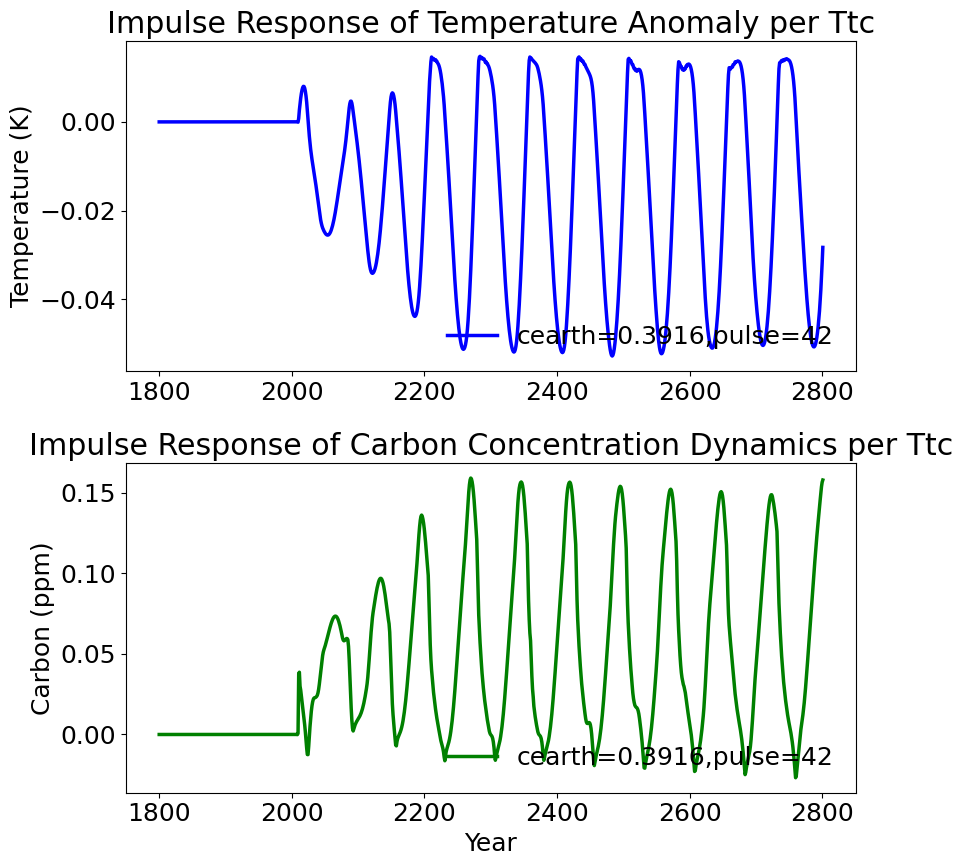 Impulse Response of Temperature Anomaly per Ttc
Temperature (K)
0.00
−0.02
−0.04
cearth=0.3916,pulse=42
1800 2000 2200 2400 2600 2800
Impulse Response of Carbon Concentration Dynamics per Ttc
Carbon (ppm)
0.15
0.10
0.05
0.00
cearth=0.3916,pulse=42
1800 2000 2200 2400 2600 2800
Year